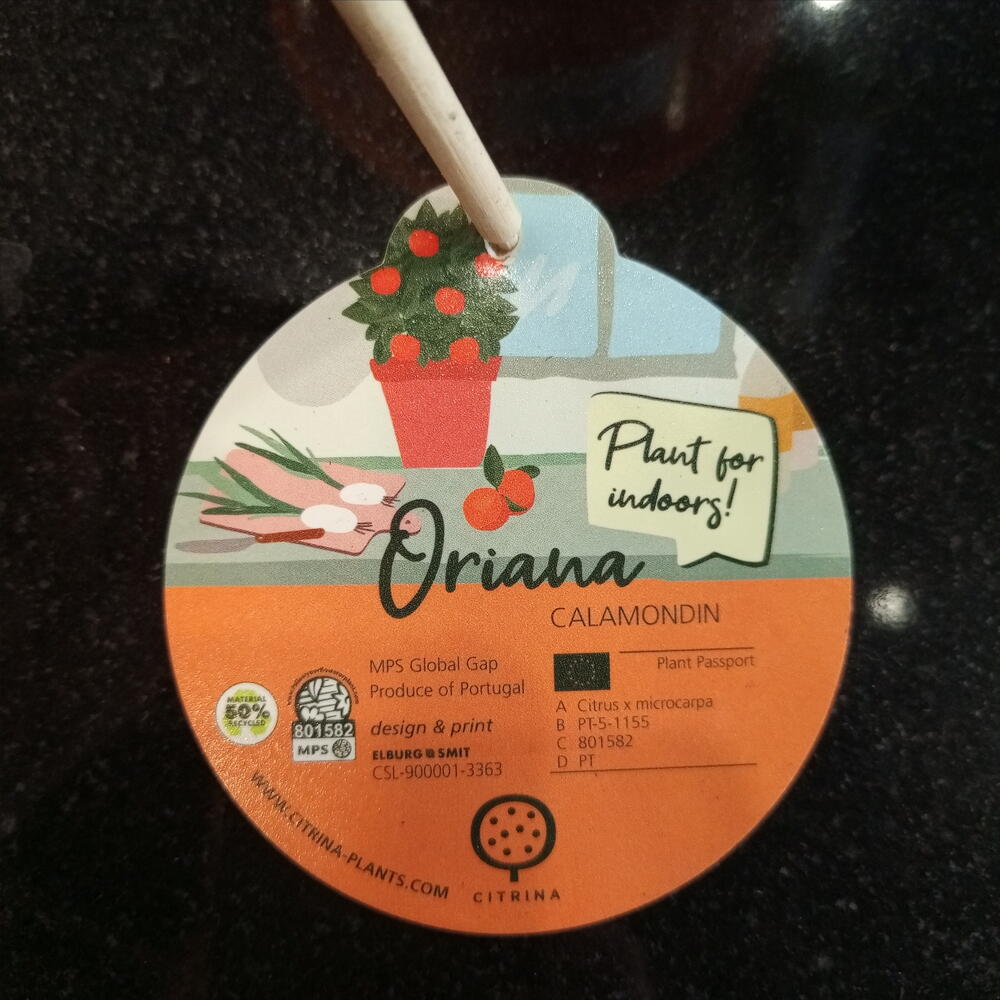 Plant for
indoors!
Oriana
CALAMONDIN
MPS Global Gap
Produce of Portugal
design & print
ELBURG SMIT
CSL-900001-3363
Plant Passport
A Citrus x microcarpa
B PT-5-1155
C 801582
D PT
MATERIAL
50%
RECYCLED
801582
MPS
WWW.CITRINA-PLANTS.COM
CITRINA